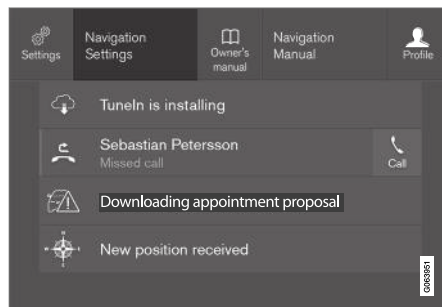 Settings
Navigation
Settings
Owner's
manual
Navigation
Manual
Profile
TuneIn is installing
Sebastian Petersson
Missed call
Call
Downloading appointment proposal
New position received
G063951